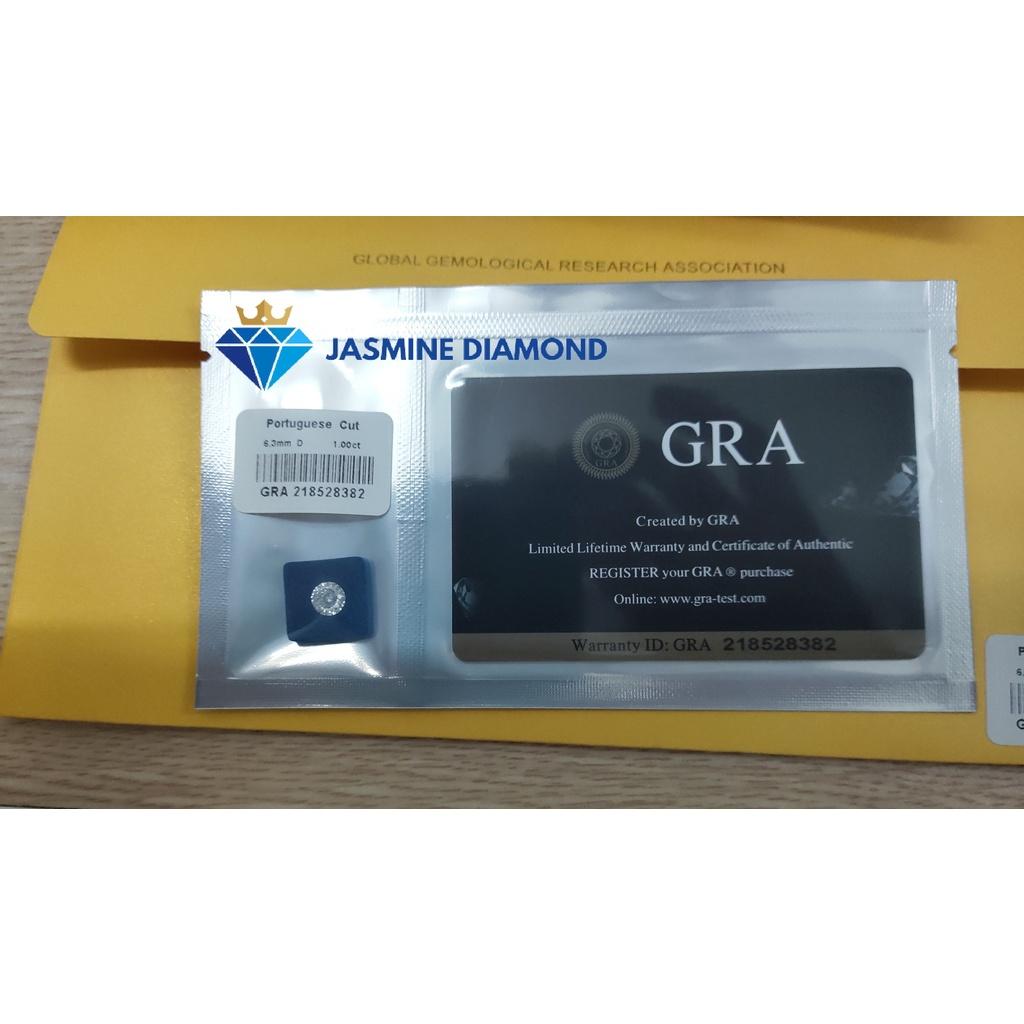 GLOBAL GEMOLOGICAL RESEARCH ASSOCIATION
JASMINE DIAMOND
Portuguese Cut
6.3mm D 1.00ct
GRA 218528382
GRA
GRA
Created by GRA
Limited Lifetime Warranty and Certificate of Authentic
REGISTER your GRA ® purchase
Online: www.gra-test.com
Warranty ID: GRA 218528382